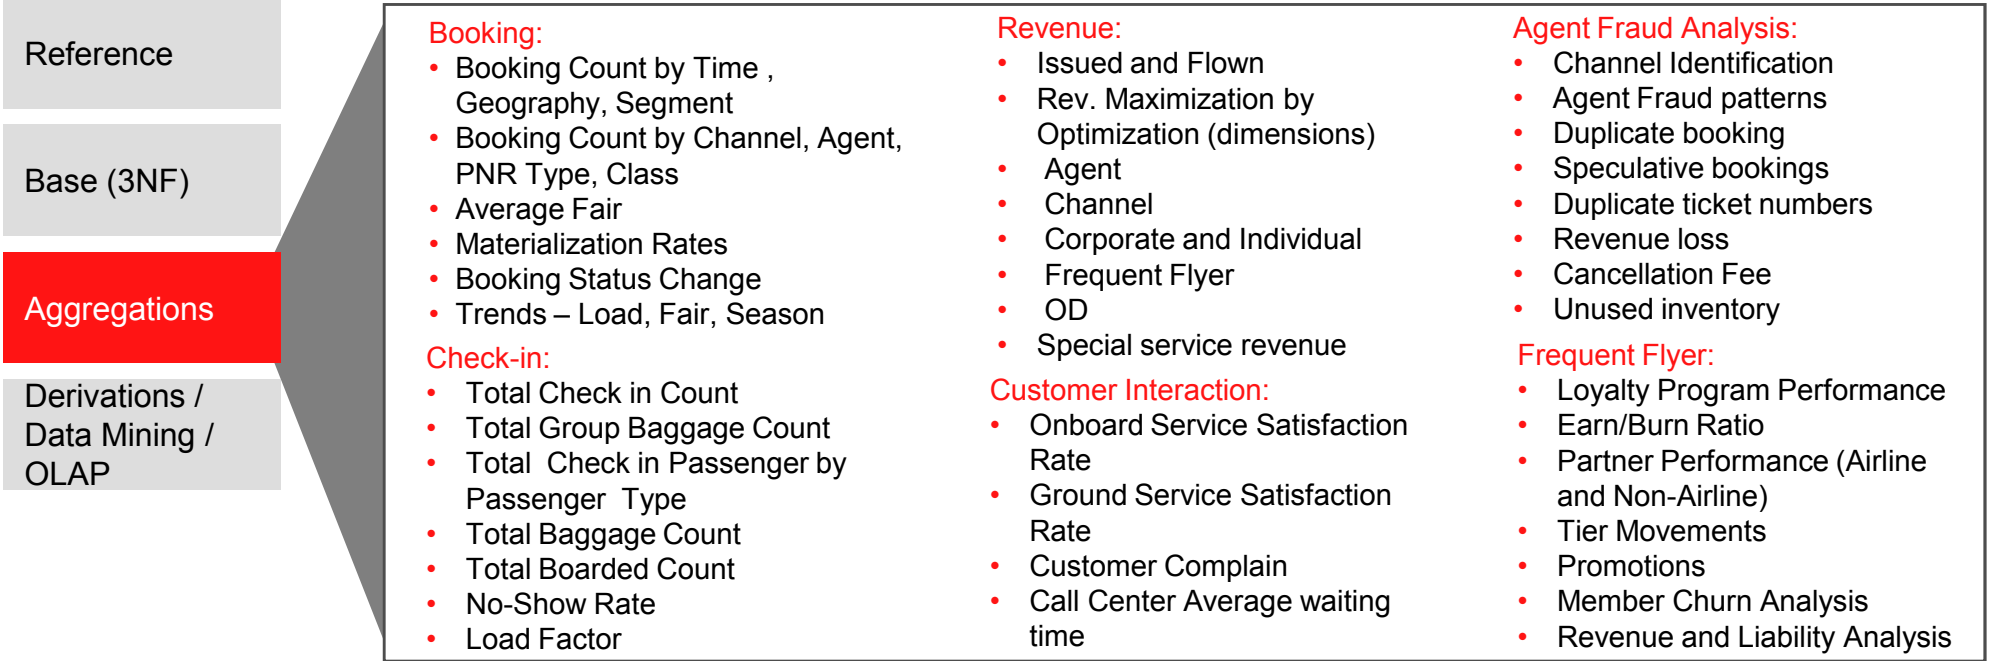 Reference
Base (3NF)
Aggregations
Derivations /
Data Mining /
OLAP
Booking:
• Booking Count by Time ,
Geography, Segment
• Booking Count by Channel, Agent,
PNR Type, Class
• Average Fair
• Materialization Rates
• Booking Status Change
• Trends – Load, Fair, Season
Check-in:
• Total Check in Count
• Total Group Baggage Count
• Total Check in Passenger by
Passenger Type
• Total Baggage Count
• Total Boarded Count
• No-Show Rate
• Load Factor
Revenue:
• Issued and Flown
• Rev. Maximization by
Optimization (dimensions)
• Agent
• Channel
• Corporate and Individual
• Frequent Flyer
• OD
• Special service revenue
Customer Interaction:
• Onboard Service Satisfaction
Rate
• Ground Service Satisfaction
Rate
• Customer Complain
• Call Center Average waiting
time
Agent Fraud Analysis:
• Channel Identification
• Agent Fraud patterns
• Duplicate booking
• Speculative bookings
• Duplicate ticket numbers
• Revenue loss
• Cancellation Fee
• Unused inventory
Frequent Flyer:
• Loyalty Program Performance
• Earn/Burn Ratio
• Partner Performance (Airline
and Non-Airline)
• Tier Movements
• Promotions
• Member Churn Analysis
• Revenue and Liability Analysis